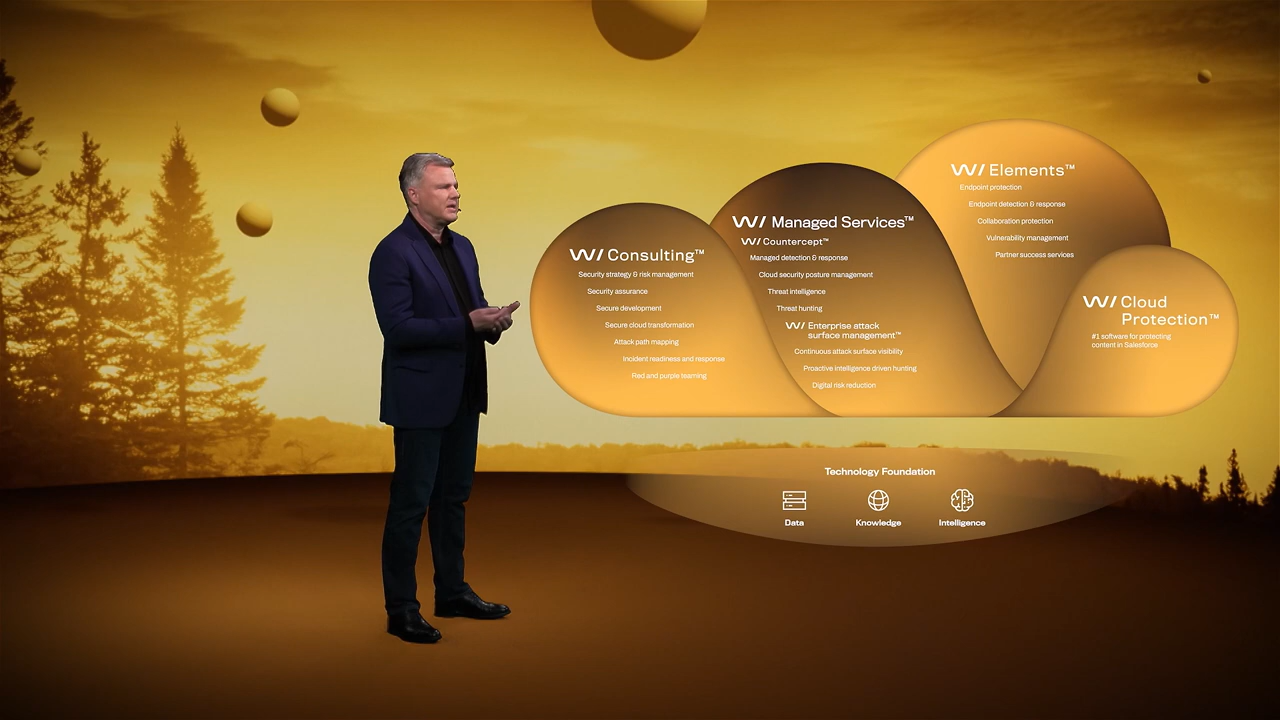 W/ Consulting™
Security strategy & risk management
Security assurance
Secure development
Secure cloud transformation
Attack path mapping
Incident readiness and response
Red and purple teaming
W/ Managed Services™
W/ Countercept™
Managed detection & response
Cloud security posture management
Threat intelligence
Threat hunting
W/ Enterprise attack
surface management™
Continuous attack surface visibility
Proactive intelligence driven hunting
Digital risk reduction
W/ Elements™
Endpoint protection
Endpoint detection & response
Collaboration protection
Vulnerability management
Partner success services
W/ Cloud
Protection™
#1 software for protecting
content in Salesforce
Technology Foundation
Data
Knowledge
Intelligence